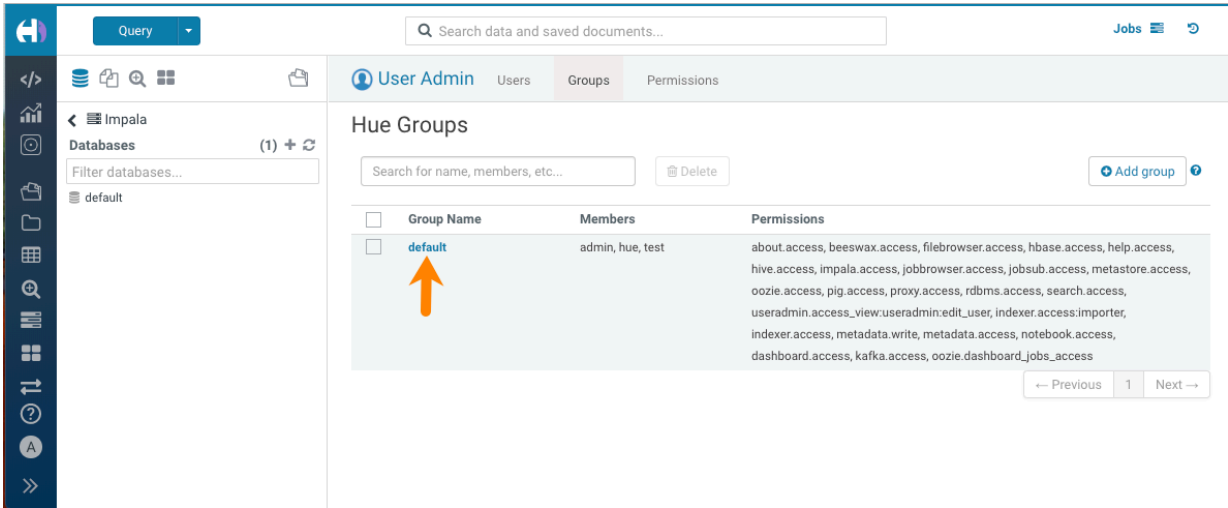 Query
Search data and saved documents...
Jobs
Impala
Databases (1)
Filter databases...
default
User Admin Users Groups Permissions
Hue Groups
Search for name, members, etc...
Delete
Add group
Group Name Members Permissions
default admin, hue, test about.access, beeswax.access, filebrowser.access, hbase.access, help.access,
hive.access, impala.access, jobbrowser.access, jobsub.access, metastore.access,
oozie.access, pig.access, proxy.access, rdbms.access, search.access,
useradmin.access_view:useradmin:edit_user, indexer.access:importer,
indexer.access, metadata.write, metadata.access, notebook.access,
dashboard.access, kafka.access, oozie.dashboard_jobs_access
← Previous 1 Next →
A